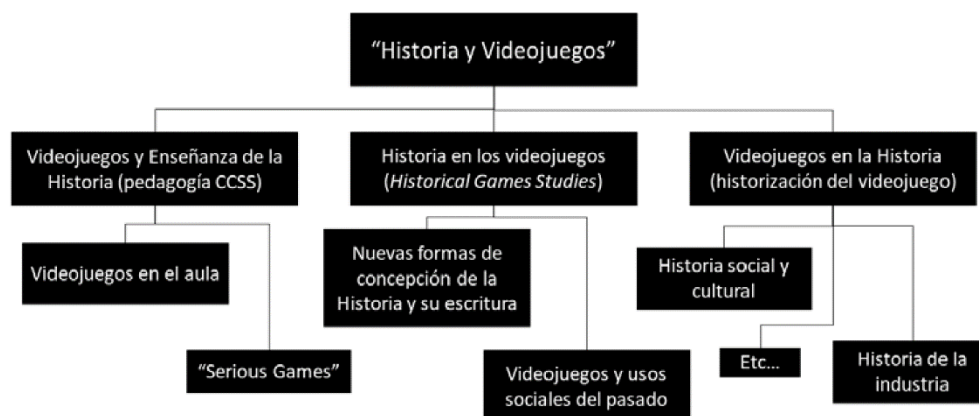 “Historia y Videojuegos”
Videojuegos y Enseñanza de la
Historia (pedagogía CCSS)
Historia en los videojuegos
(Historical Games Studies)
Videojuegos en la Historia
(historización del videojuego)
Videojuegos en el aula
“Serious Games”
Nuevas formas de
concepción de la
Historia y su escritura
Videojuegos y usos
sociales del pasado
Historia social y
cultural
Etc...
Historia de la
industria